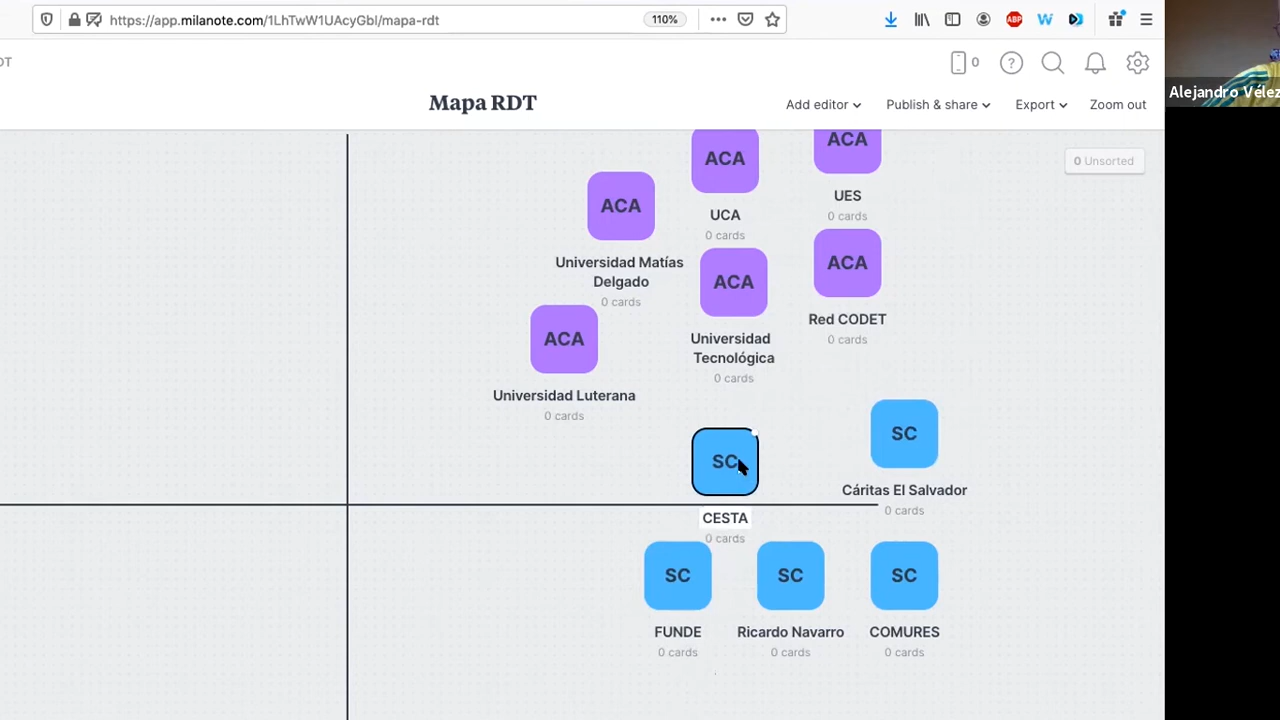 https://app.milanote.com/1LhTwW1UAcyGbl/mapa-rdt
110%
ABP
W
DT
0
?
Alejandro Vélez
Mapa RDT
Add editor
Publish & share
Export
Zoom out
0 Unsorted
ACA
UCA
0 cards
ACA
UES
0 cards
ACA
Universidad Matías
Delgado
0 cards
ACA
Universidad
Tecnológica
0 cards
ACA
Red CODET
0 cards
ACA
Universidad Luterana
0 cards
SC
CESTA
0 cards
SC
Cáritas El Salvador
0 cards
SC
FUNDE
0 cards
SC
Ricardo Navarro
0 cards
SC
COMURES
0 cards